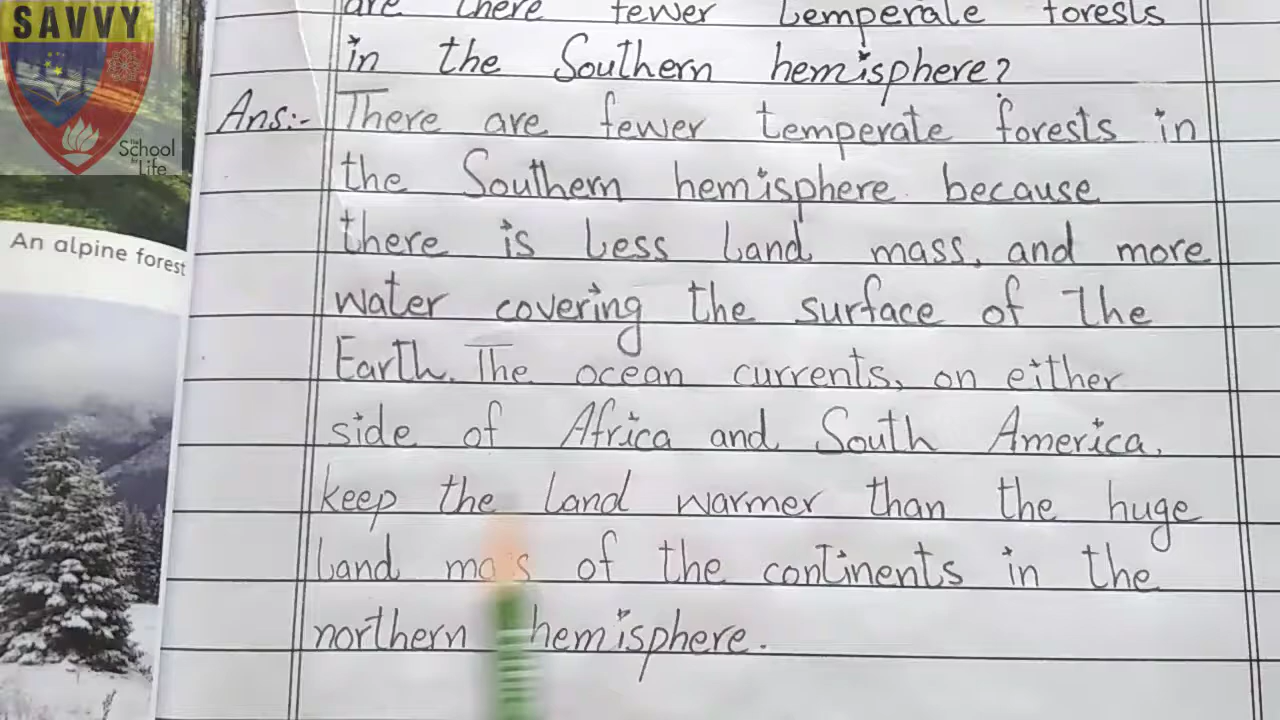 SAVVY
The School for Life
An alpine forest
are there fewer temperate forests
in the Southern hemisphere?
Ans:- There are fewer temperate forests in
the Southern hemisphere because
there is less land mass, and more
water covering the surface of the
Earth. The ocean currents, on either
side of Africa and South America,
keep the land warmer than the huge
land mass of the continents in the
northern hemisphere.